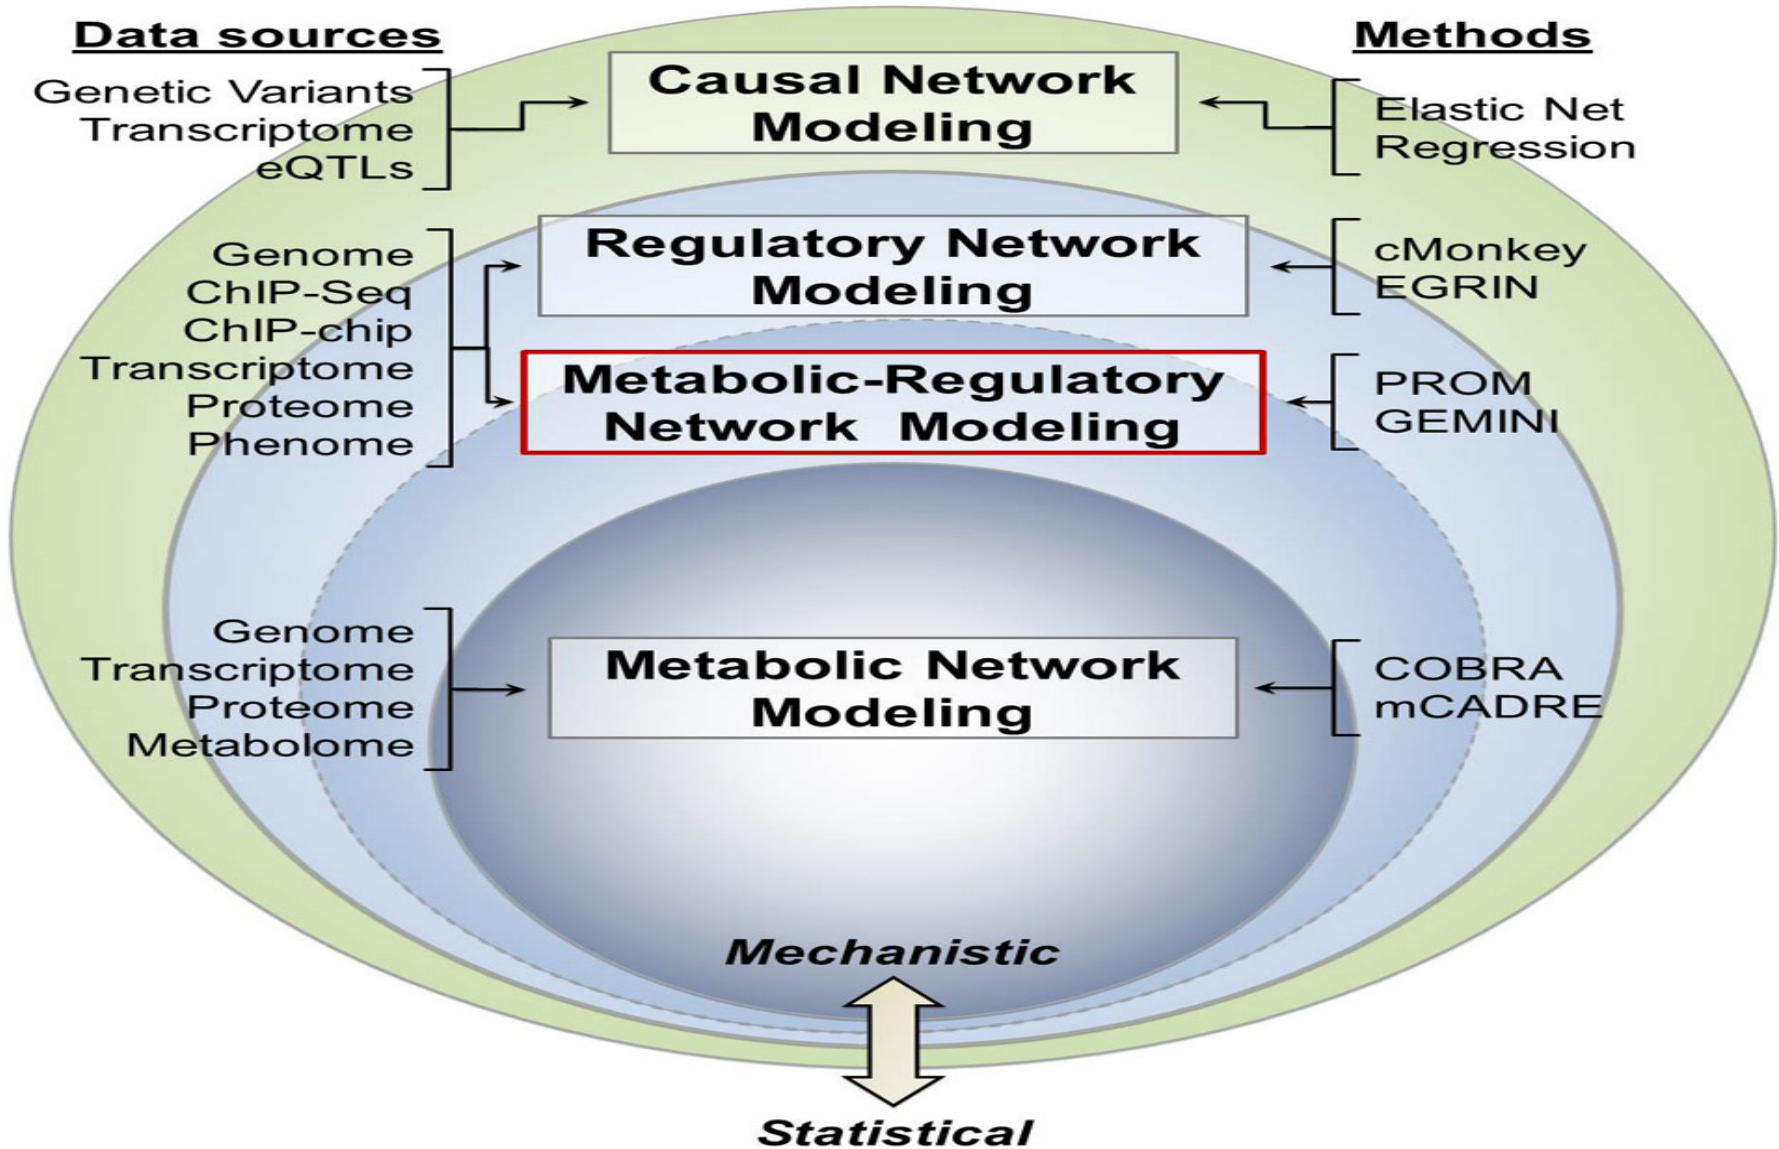 Data sources
Methods
Genetic Variants
Transcriptome
eQTLs
Causal Network
Modeling
Elastic Net
Regression
Genome
ChIP-Seq
ChIP-chip
Transcriptome
Proteome
Phenome
Regulatory Network
Modeling
cMonkey
EGRIN
Metabolic-Regulatory
Network Modeling
PROM
GEMINI
Genome
Transcriptome
Proteome
Metabolome
Metabolic Network
Modeling
COBRA
mCADRE
Mechanistic
Statistical